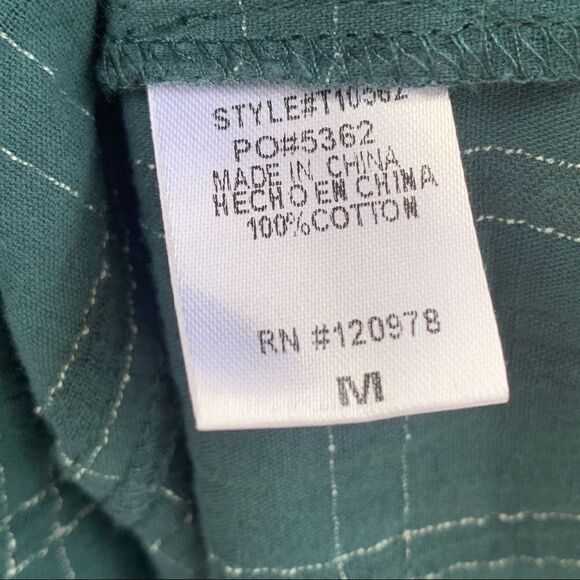 STYLE#T10562
PO#5362
MADE IN CHINA
HECHO EN CHINA
100%COTTON
RN #120978
M